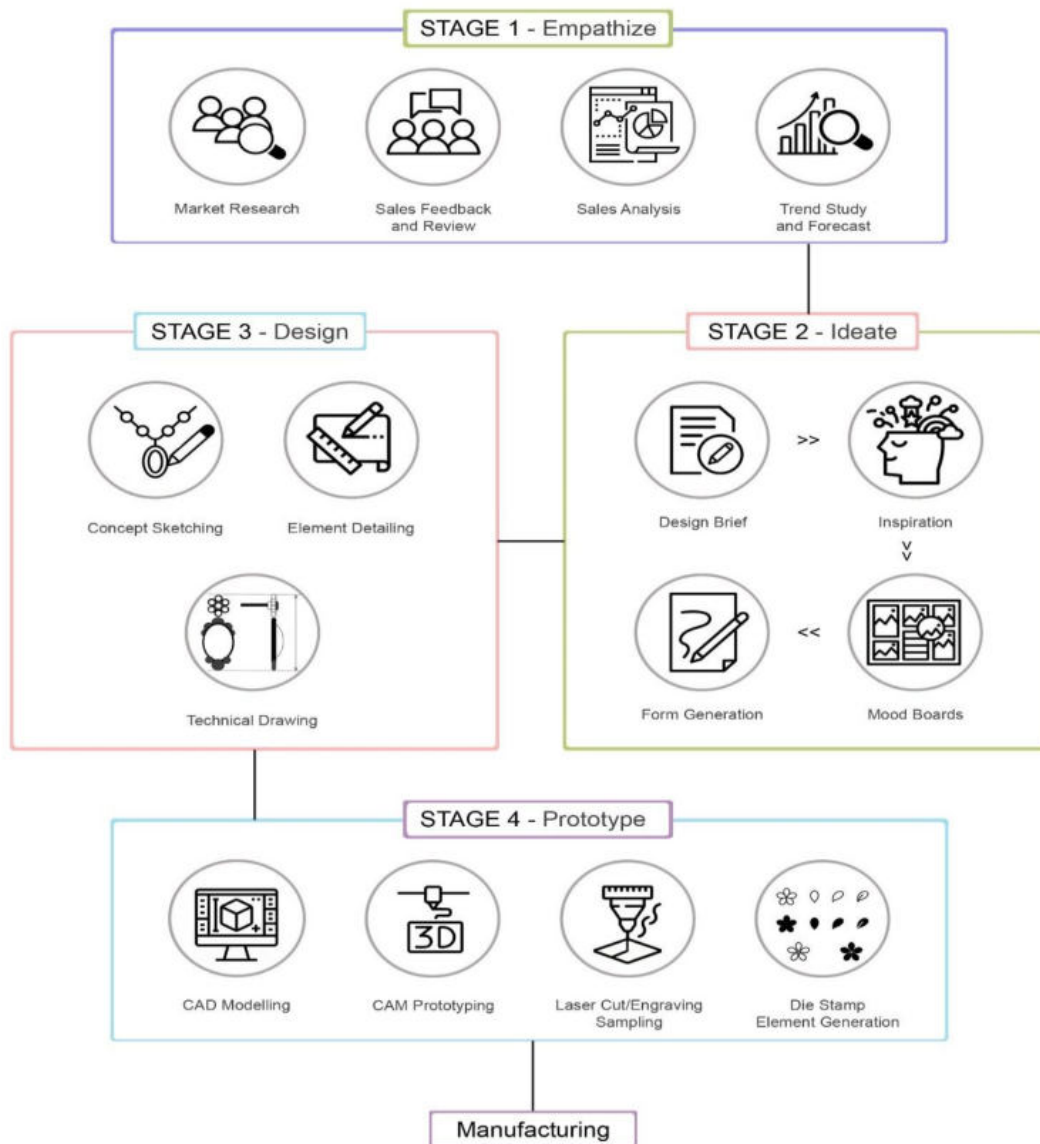 STAGE 1 - Empathize
Market Research
Sales Feedback
and Review
Sales Analysis
Trend Study
and Forecast
STAGE 2 - Ideate
Design Brief
>>
Inspiration
>>
Mood Boards
<<
Form Generation
STAGE 3 - Design
Concept Sketching
Element Detailing
Technical Drawing
STAGE 4 - Prototype
CAD Modelling
3D
CAM Prototyping
Laser Cut/Engraving
Sampling
Die Stamp
Element Generation
Manufacturing